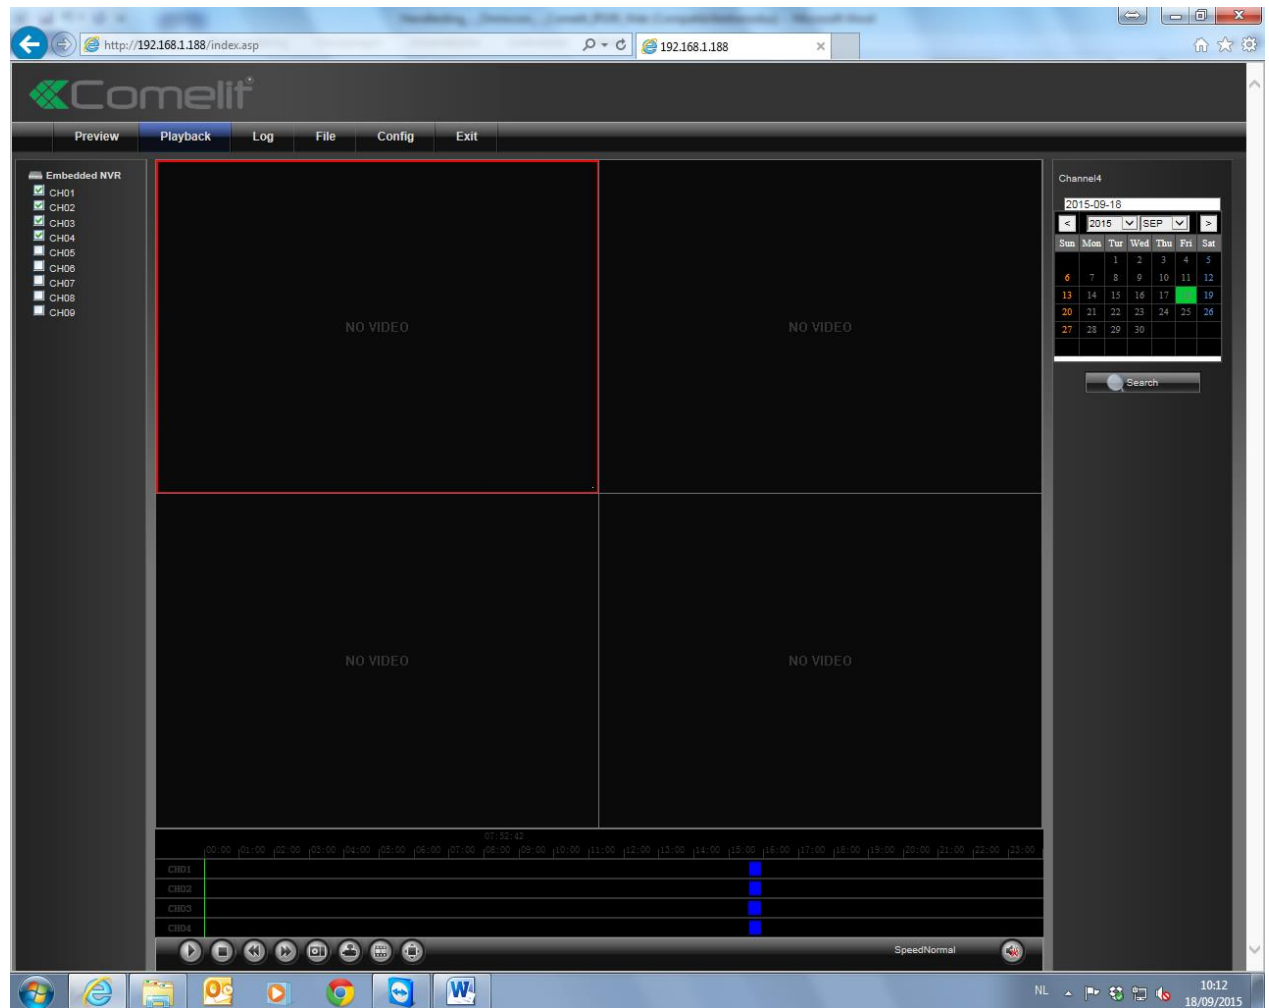 http://192.168.1.188/index.asp
192.168.1.188
Comelit
Preview Playback Log File Config Exit
Embedded NVR
CH01
CH02
CH03
CH04
CH05
CH06
CH07
CH08
CH09
NO VIDEO NO VIDEO
NO VIDEO NO VIDEO
Channel4
2015-09-18
< 2015 SEP >
Sun Mon Tur Wed Thu Fri Sat
1 2 3 4 5
6 7 8 9 10 11 12
13 14 15 16 17 19
20 21 22 23 24 25 26
27 28 29 30
Search
07:52:42
00:00 01:00 02:00 03:00 04:00 05:00 06:00 07:00 08:00 09:00 10:00 11:00 12:00 13:00 14:00 15:00 16:00 17:00 18:00 19:00 20:00 21:00 22:00 23:00
CH01
CH02
CH03
CH04
SpeedNormal
NL
10:12
18/09/2015